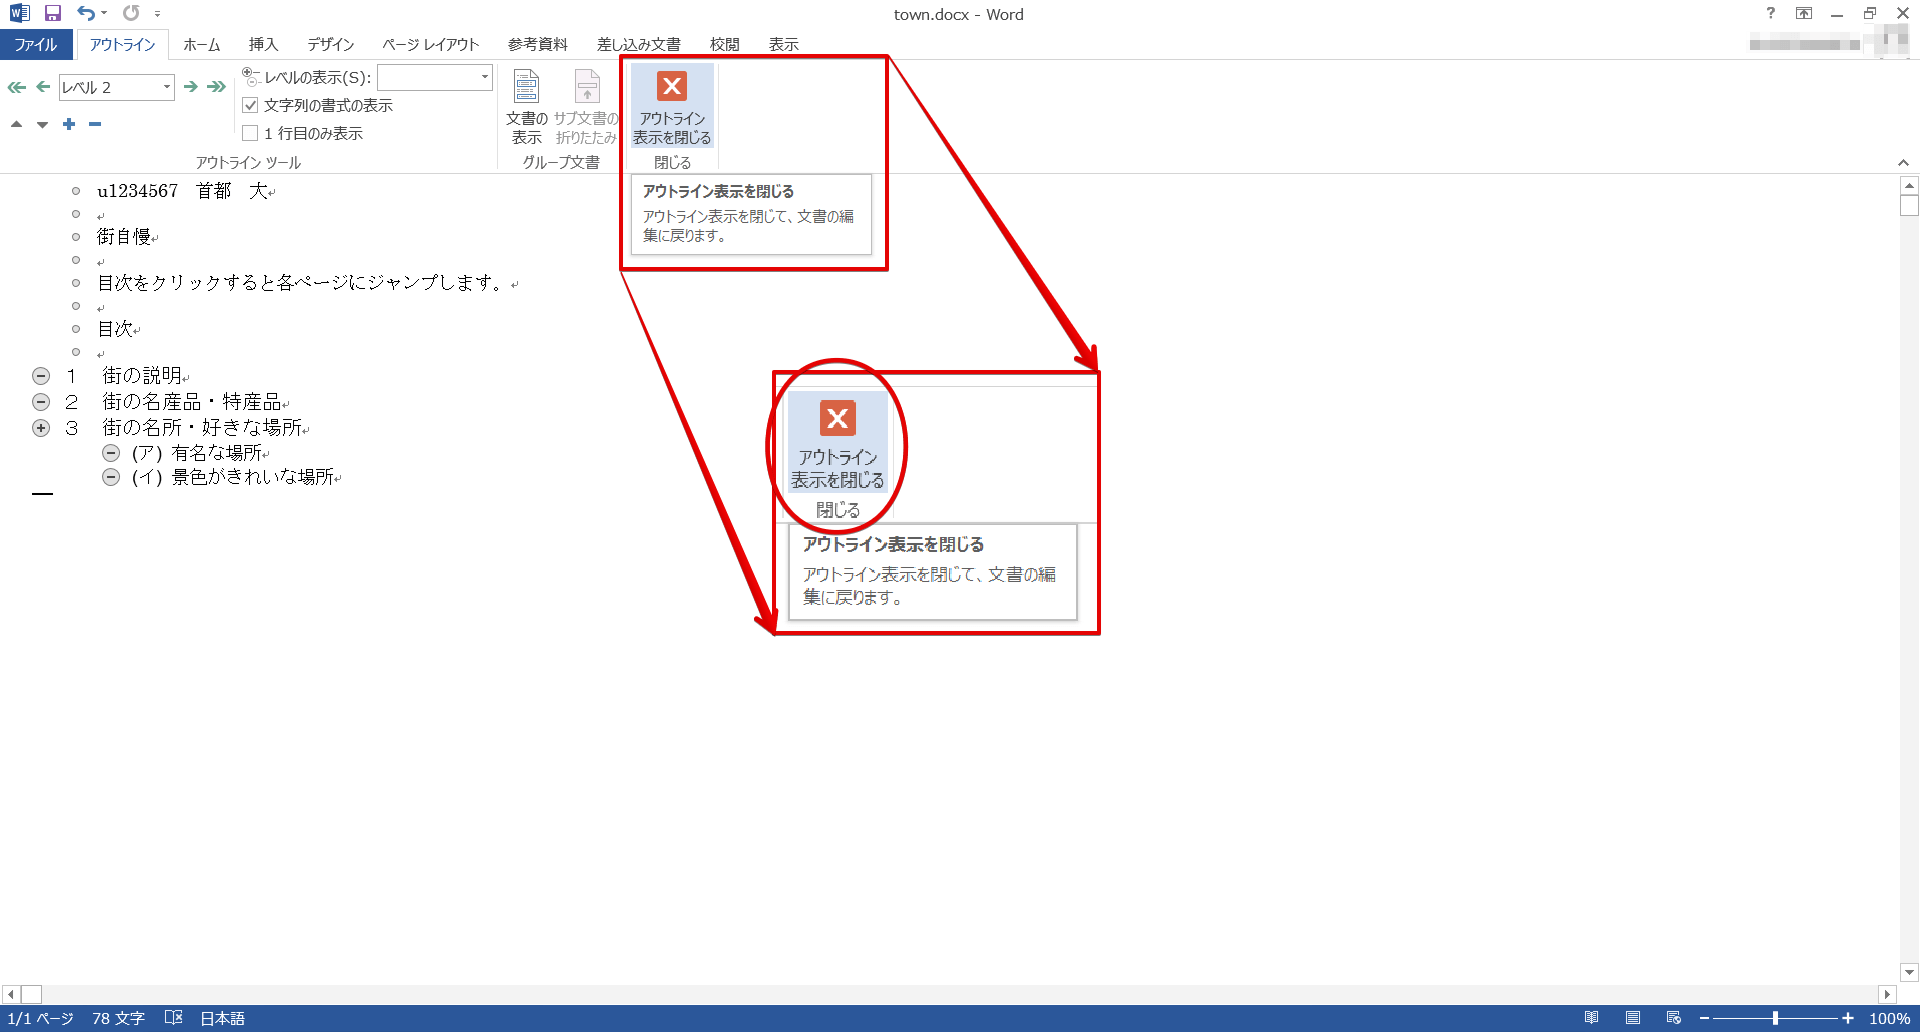 town.docx - Word
ファイル アウトライン ホーム 挿入 デザイン ページ レイアウト 参考資料 差し込み文書 校閲 表示
レベル 2
レベルの表示(S):
文字列の書式の表示
1 行目のみ表示
アウトライン ツール
文書の
表示
サブ文書の
折りたたみ
グループ文書
アウトライン
表示を閉じる
閉じる
アウトライン表示を閉じる
アウトライン表示を閉じて、文書の編
集に戻ります。
u1234567 首都 大
街自慢
目次をクリックすると各ページにジャンプします。
目次
1 街の説明
2 街の名産品・特産品
3 街の名所・好きな場所
(ア) 有名な場所
(イ) 景色がきれいな場所
アウトライン
表示を閉じる
閉じる
アウトライン表示を閉じる
アウトライン表示を閉じて、文書の編
集に戻ります。
1/1 ページ 78 文字 日本語 100%